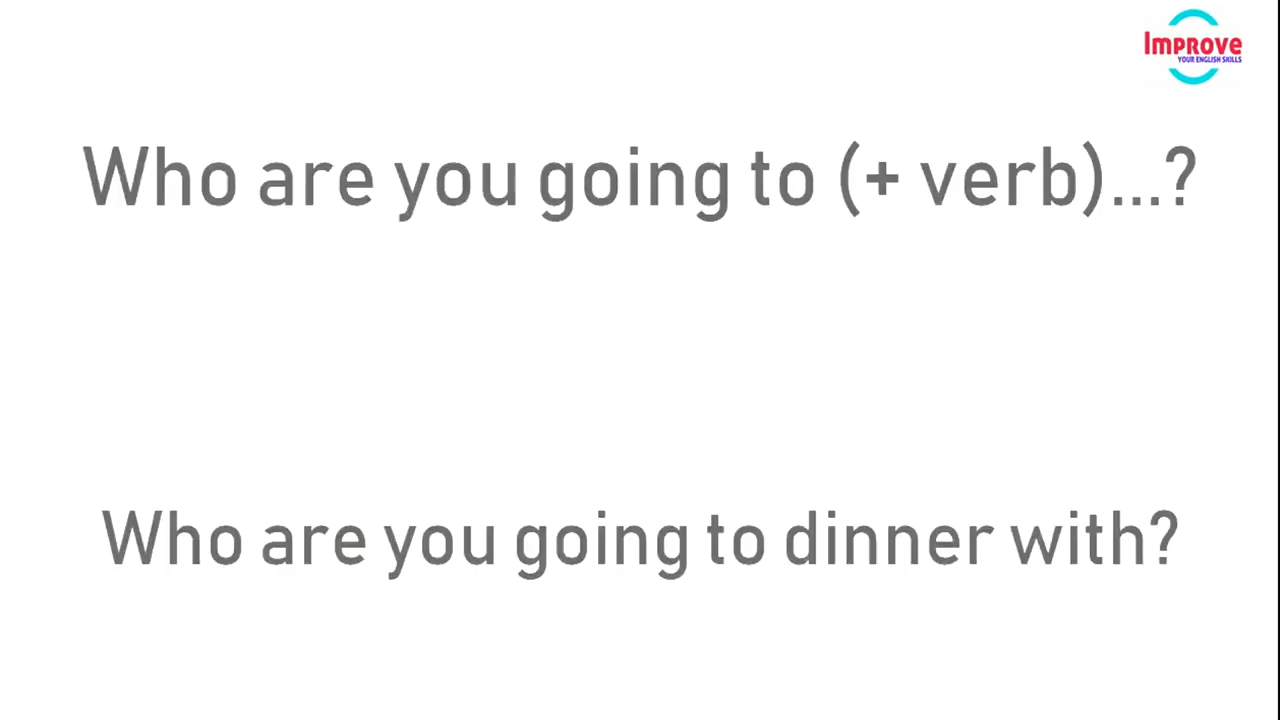 Improve
YOUR ENGLISH SKILLS
Who are you going to (+ verb)...?
Who are you going to dinner with?